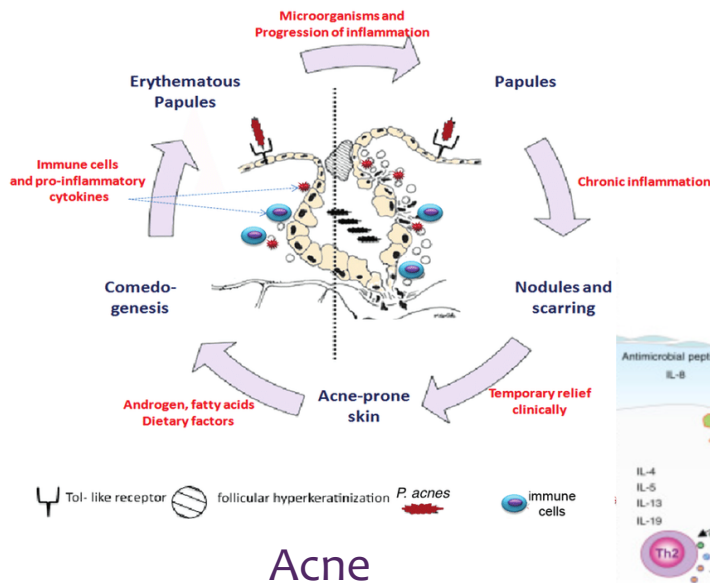 Microorganisms and
Progression of inflammation
Erythematous
Papules
Papules
Immune cells
and pro-inflammatory
cytokines
Chronic inflammation
Comedo-
genesis
Nodules and
scarring
Antimicrobial pept
IL-8
Androgen, fatty acids
Dietary factors
Acne-prone
skin
Temporary relief
clinically
IL-4
IL-5
IL-13
IL-19
Th2
Tol- like receptor
follicular hyperkeratinization
P. acnes
immune
cells
Acne